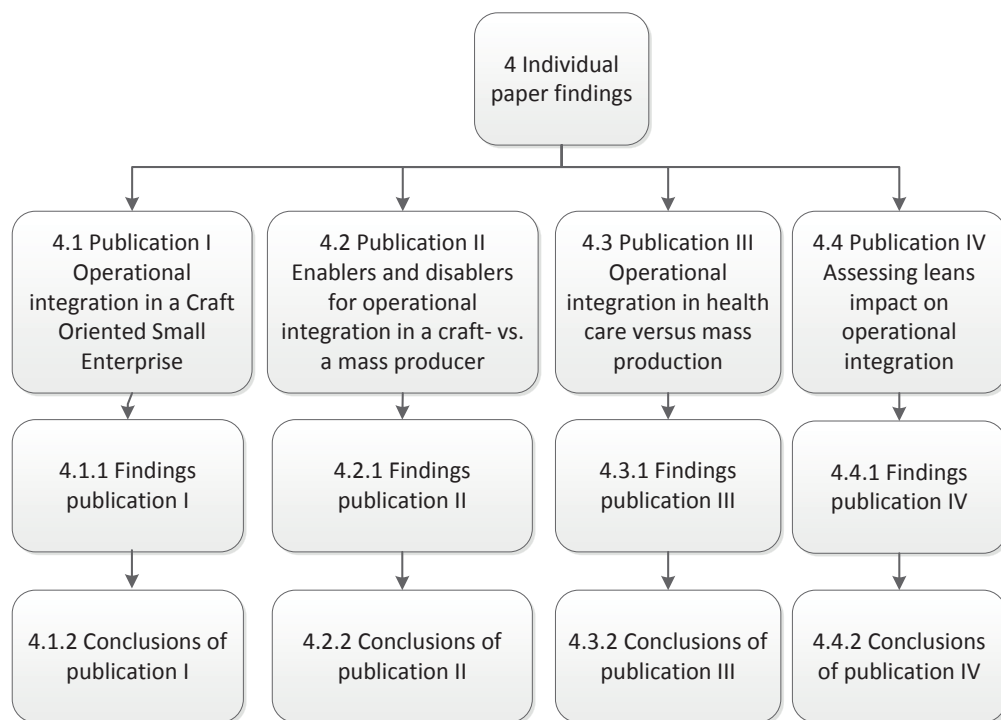 4 Individual
paper findings
4.1 Publication I
Operational
integration in a Craft
Oriented Small
Enterprise
4.2 Publication II
Enablers and disablers
for operational
integration in a craft- vs.
a mass producer
4.3 Publication III
Operational
integration in health
care versus mass
production
4.4 Publication IV
Assessing leans
impact on
operational
integration
4.1.1 Findings
publication I
4.2.1 Findings
publication II
4.3.1 Findings
publication III
4.4.1 Findings
publication IV
4.1.2 Conclusions of
publication I
4.2.2 Conclusions of
publication II
4.3.2 Conclusions of
publication III
4.4.2 Conclusions
of publication IV